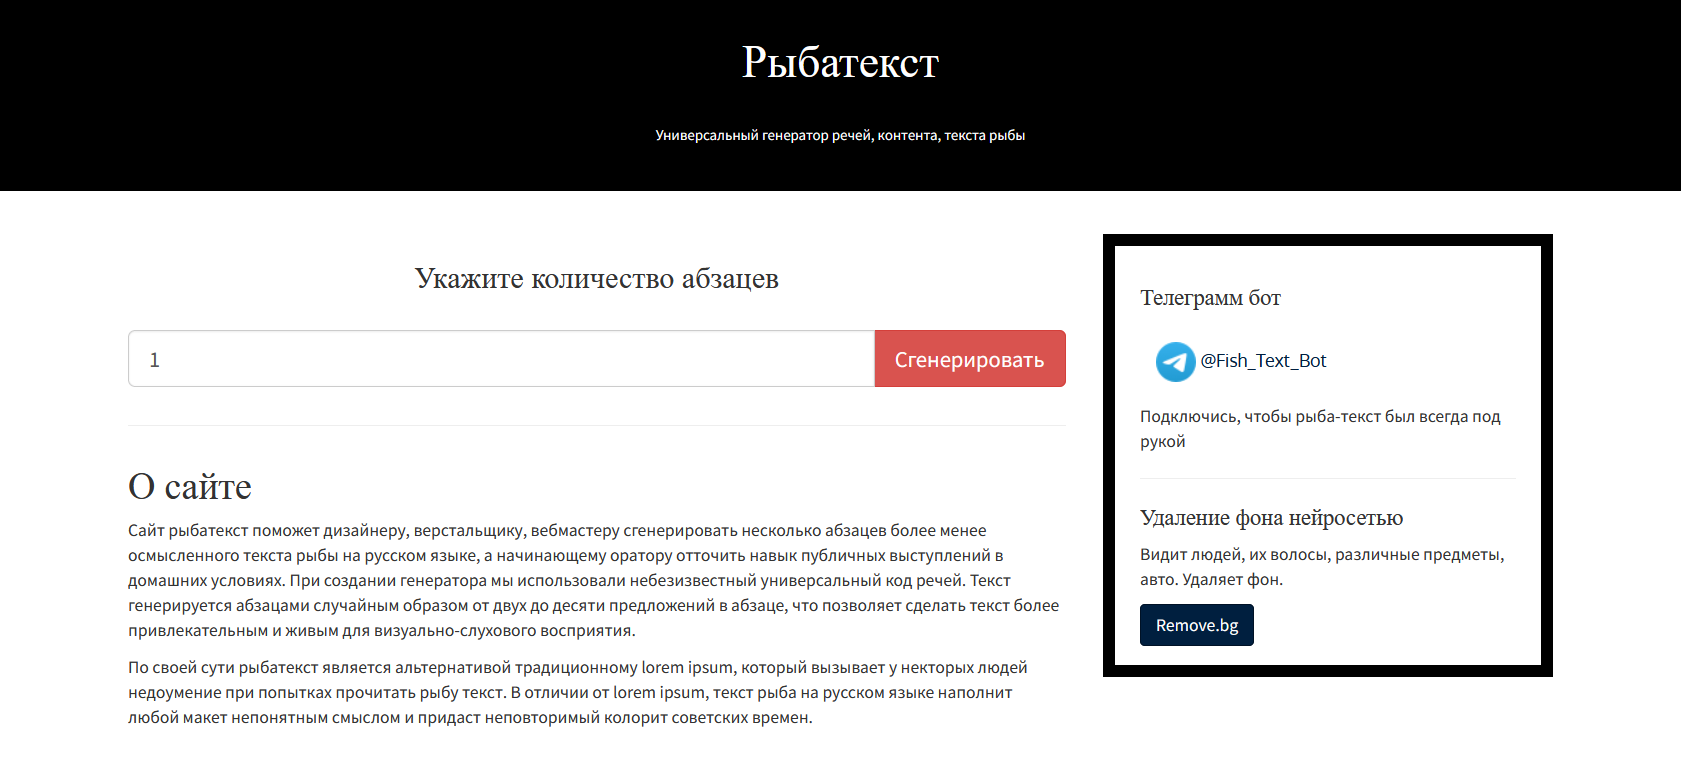 Рыбатекст
Универсальный генератор речей, контента, текста рыбы
Укажите количество абзацев
1
Сгенерировать
О сайте
Сайт рыбатекст поможет дизайнеру, верстальщику, вебмастеру сгенерировать несколько абзацев более менее
осмысленного текста рыбы на русском языке, а начинающему оратору отточить навык публичных выступлений в
домашних условиях. При создании генератора мы использовали небезизвестный универсальный код речей. Текст
генерируется абзацами случайным образом от двух до десяти предложений в абзаце, что позволяет сделать текст более
привлекательным и живым для визуально-слухового восприятия.
По своей сути рыбатекст является альтернативой традиционному lorem ipsum, который вызывает у некторых людей
недоумение при попытках прочитать рыбу текст. В отличии от lorem ipsum, текст рыба на русском языке наполнит
любой макет непонятным смыслом и придаст неповторимый колорит советских времен.
Телеграмм бот
@Fish_Text_Bot
Подключись, чтобы рыба-текст был всегда под
рукой
Удаление фона нейросетью
Видит людей, их волосы, различные предметы,
авто. Удаляет фон.
Remove.bg